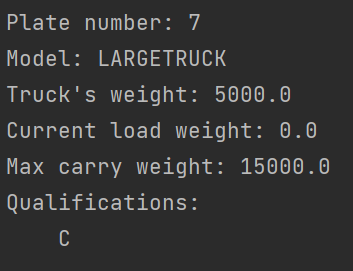 Plate number: 7
Model: LARGETRUCK
Truck's weight: 5000.0
Current load weight: 0.0
Max carry weight: 15000.0
Qualifications:
    C